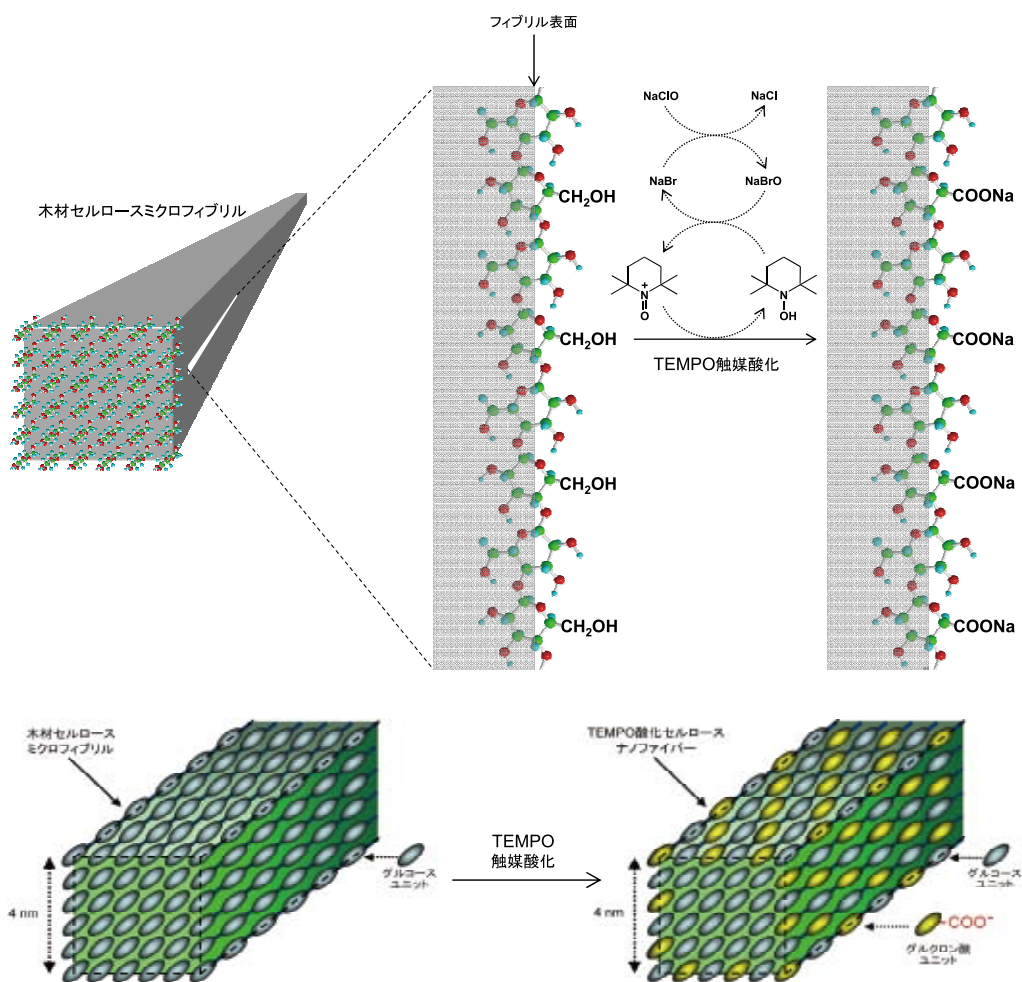 フィブリル表面
NaClO
NaCl
木材セルロースミクロフィブリル
NaBr
NaBrO
CH₂OH
COONa
N
+
O
N
OH
CH₂OH
COONa
TEMPO触媒酸化
CH₂OH
COONa
CH₂OH
COONa
木材セルロース
ミクロフィブリル
TEMPO酸化セルロース
ナノファイバー
TEMPO
触媒酸化
4 nm
グルコース
ユニット
4 nm
グルコース
ユニット
COO⁻
グルクロン酸
ユニット